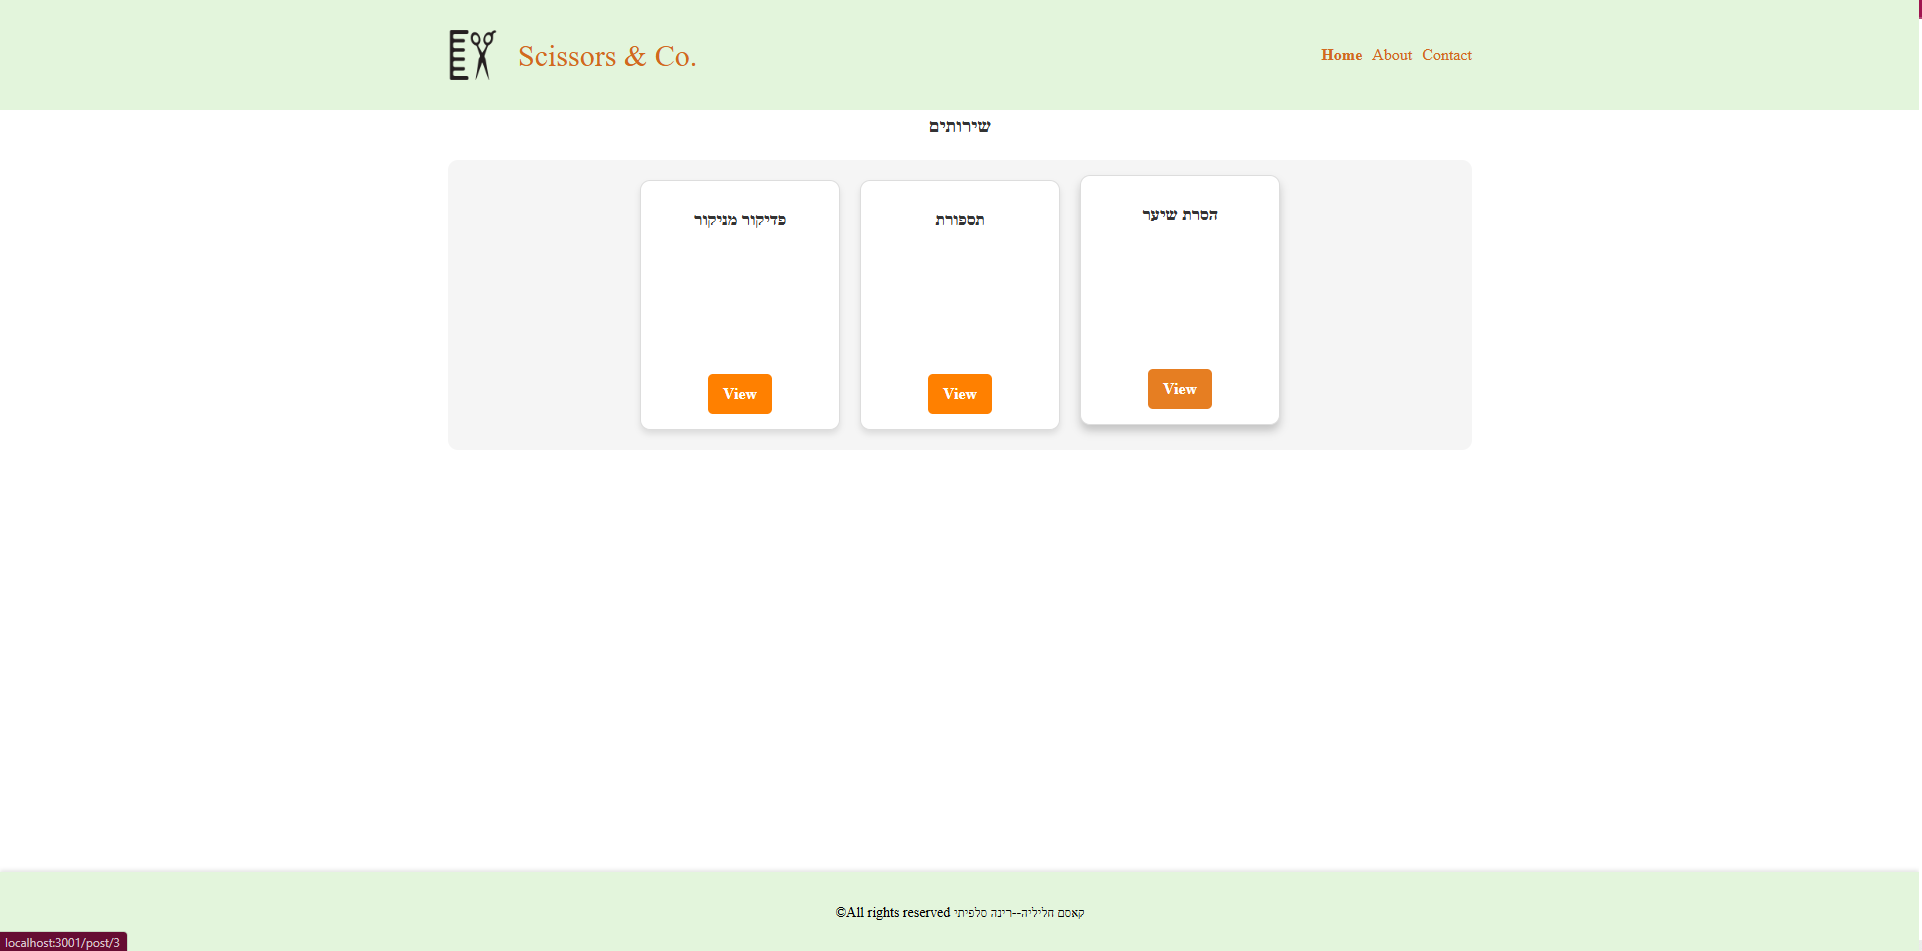 Scissors & Co.
Home About Contact
שירותים
פדיקור מניקור
תספורת
הסרת שיער
View
View
View
©All rights reserved קאסם חליליה--רינה סלפיתי
localhost:3001/post/3